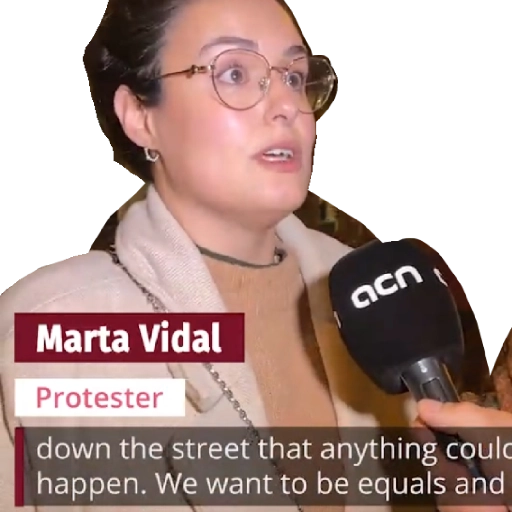 acn
Marta Vidal
Protester
down the street that anything could
happen. We want to be equals and